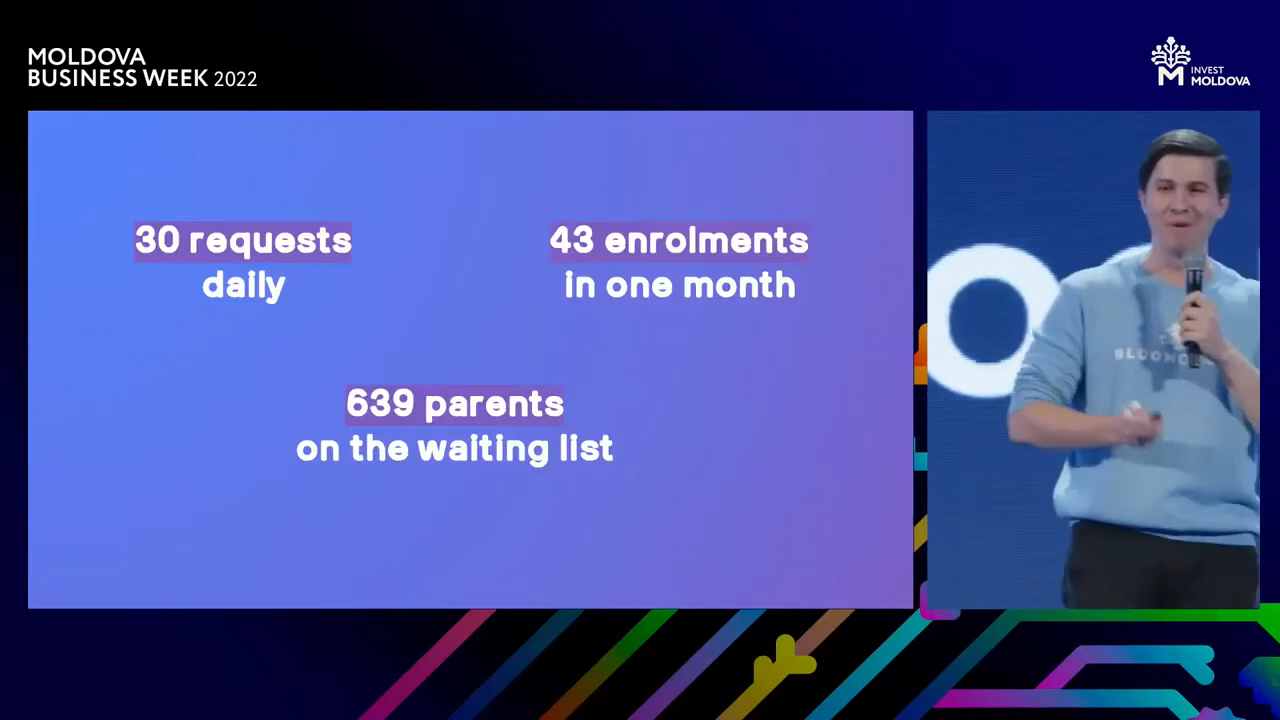 MOLDOVA
BUSINESS WEEK 2022
INVEST
MOLDOVA
30 requests
daily
43 enrolments
in one month
639 parents
on the waiting list